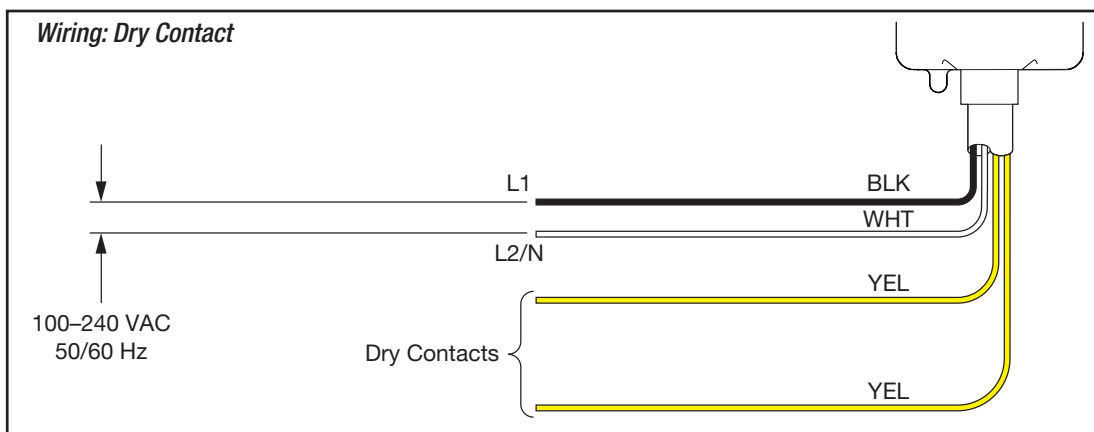 Wiring: Dry Contact
L1
BLK
WHT
L2/N
YEL
100–240 VAC
50/60 Hz
Dry Contacts
YEL